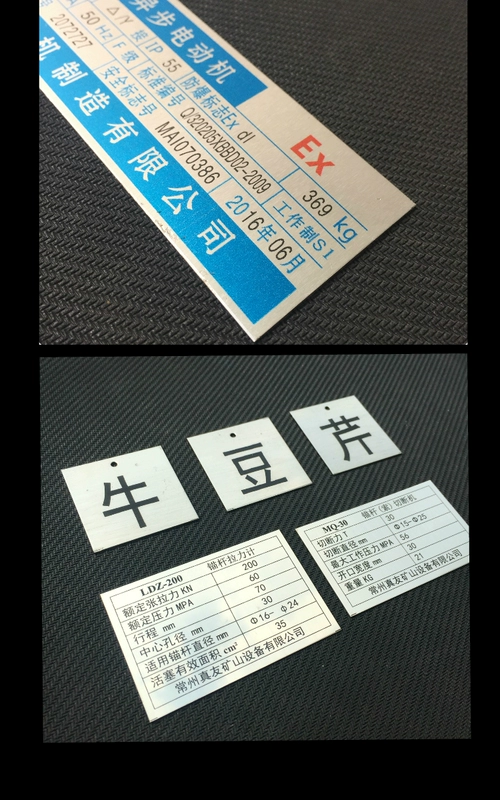 异步电动机
Ex
50 Hz
Δ/Y 接
IP 55
防爆标志Ex dI
369 kg
2072727
F 级
标准编号
Q/320205XBBD02-2009
工作制S1
安全标志号
MAI070386
2016年06月
机制造有限公司
牛
豆
芹
LDZ-200 锚杆拉力计
额定张拉力 KN 200
额定压力 MPA 60
行程 mm 70
中心孔径 mm 30
适用锚杆直径 mm Φ16- Φ24
活塞有效面积 cm² 35
常州真友矿山设备有限公司
MQ-30 锚杆(索)切断机
切断力 T 30
切断直径 mm Φ15-Φ25
最大工作压力 MPA 56
开口宽度 mm 30
重量 KG 21
常州真友矿山设备有限公司